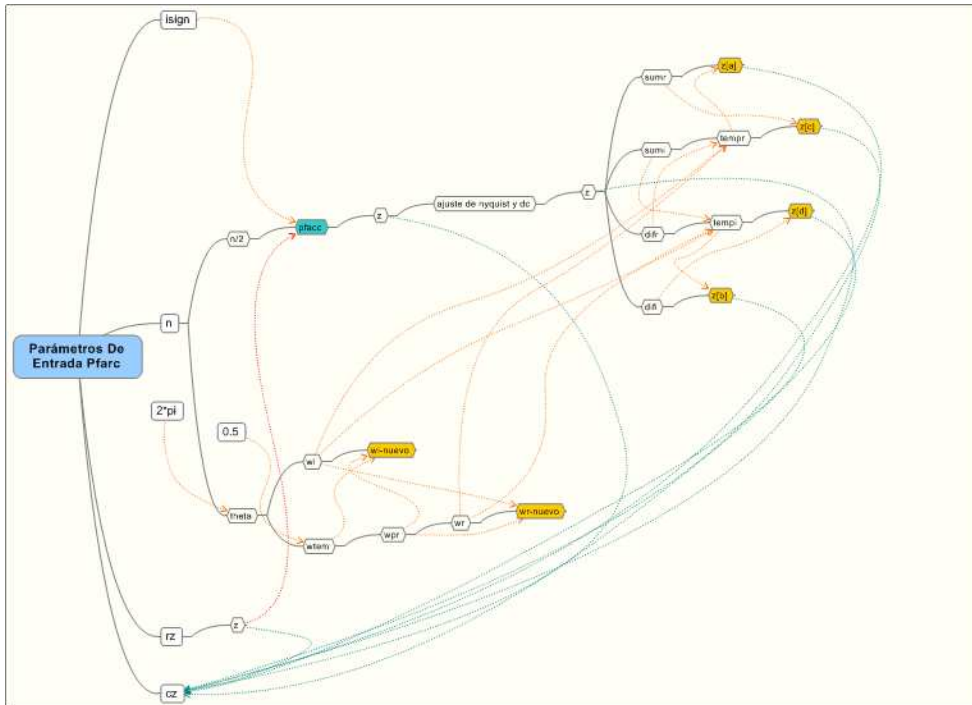 isign
z[a]
sumr
z[c]
tempr
sumi
ajuste de nyquist y dc
z
z
z[d]
tempi
pfacc
n/2
difr
z[b]
difi
n
Parámetros De
Entrada Pfarc
2*pi
0.5
wi-nuevo
wi
wr-nuevo
theta
wr
wpr
wtem
z
rz
cz